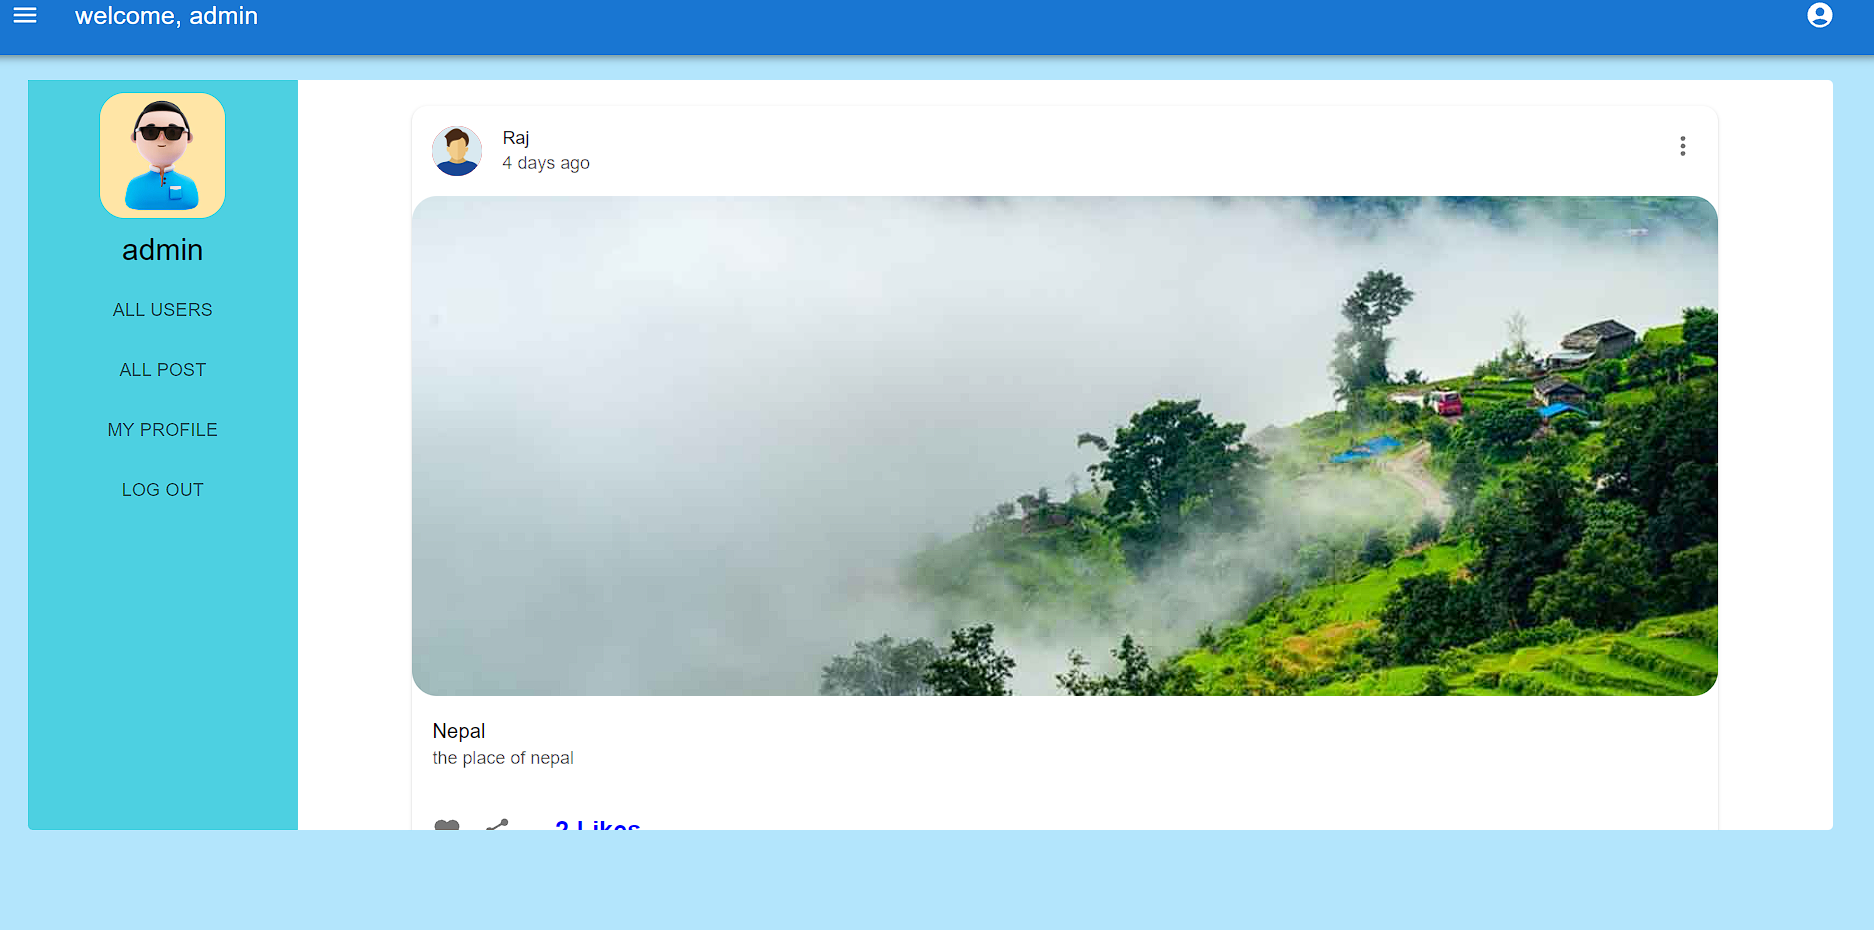 welcome, admin
admin
ALL USERS
ALL POST
MY PROFILE
LOG OUT
Raj
4 days ago
Nepal
the place of nepal
2 Likes